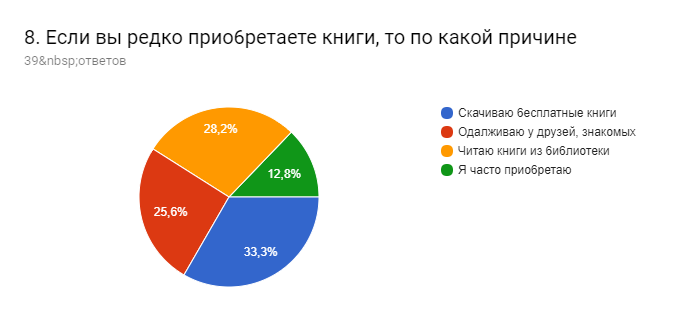 8. Если вы редко приобретаете книги, то по какой причине
39&nbsp;ответов
28,2%
12,8%
25,6%
33,3%
Скачиваю бесплатные книги
Одалживаю у друзей, знакомых
Читаю книги из библиотеки
Я часто приобретаю